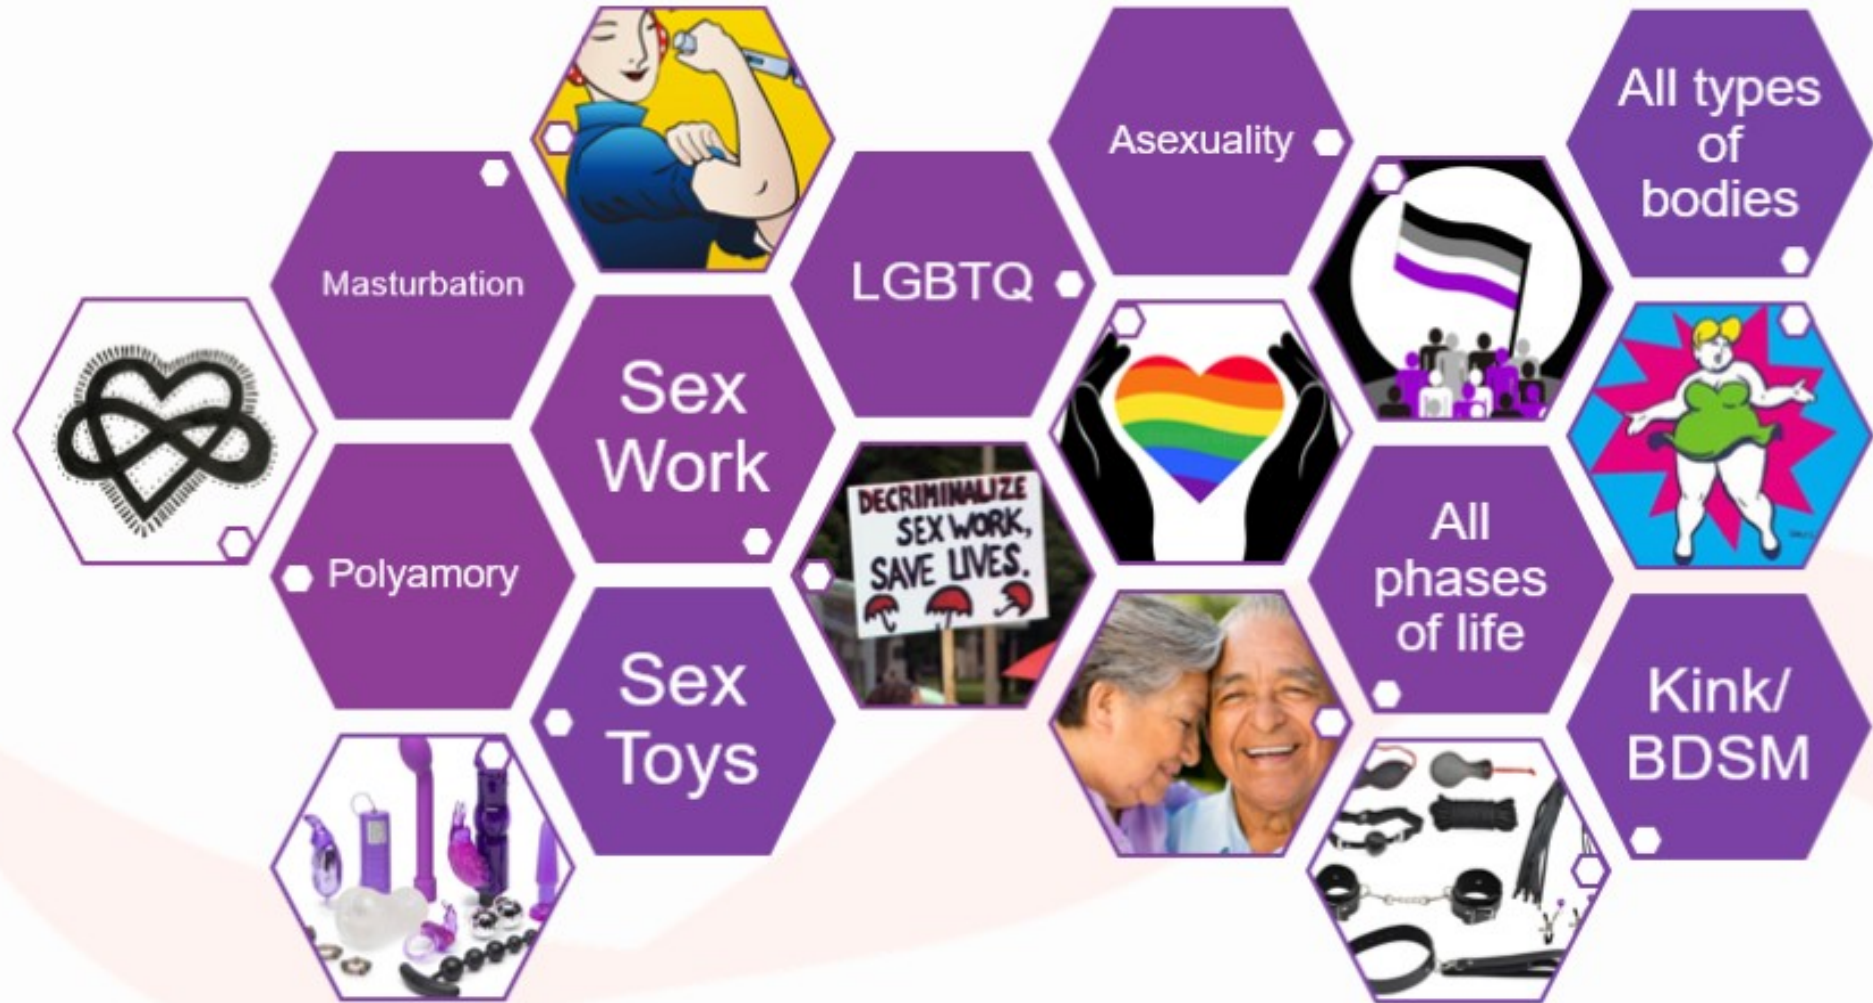 Masturbation
Polyamory
Sex
Work
Sex
Toys
LGBTQ
DECRIMINALIZE
SEX WORK,
SAVE LIVES.
Asexuality
All
phases
of life
All types
of
bodies
Kink/
BDSM